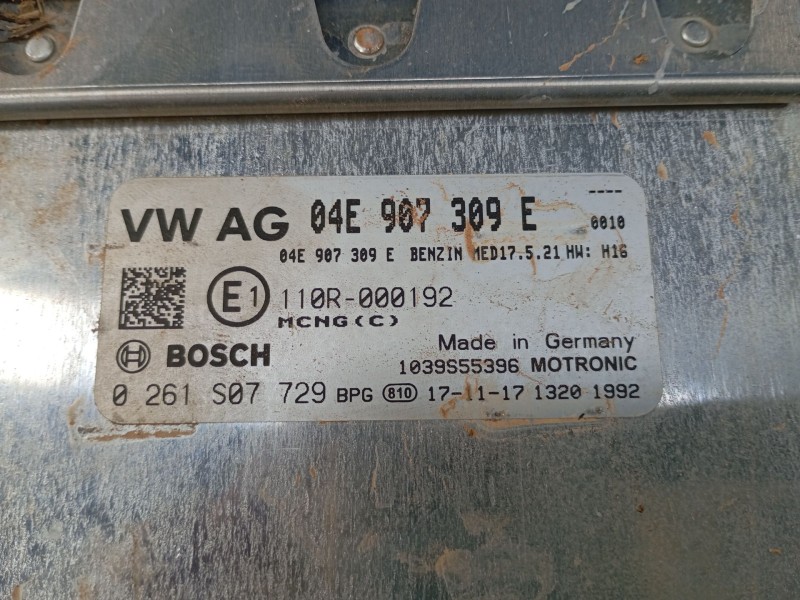 ----
VW AG 04E 907 309 E 0010
04E 907 309 E BENZIN MED17.5.21 HW: H16
E1 110R-000192
MCNG(C)
Made in Germany
BOSCH 1039S55396 MOTRONIC
0 261 S07 729 BPG 810 17-11-17 1320 1992